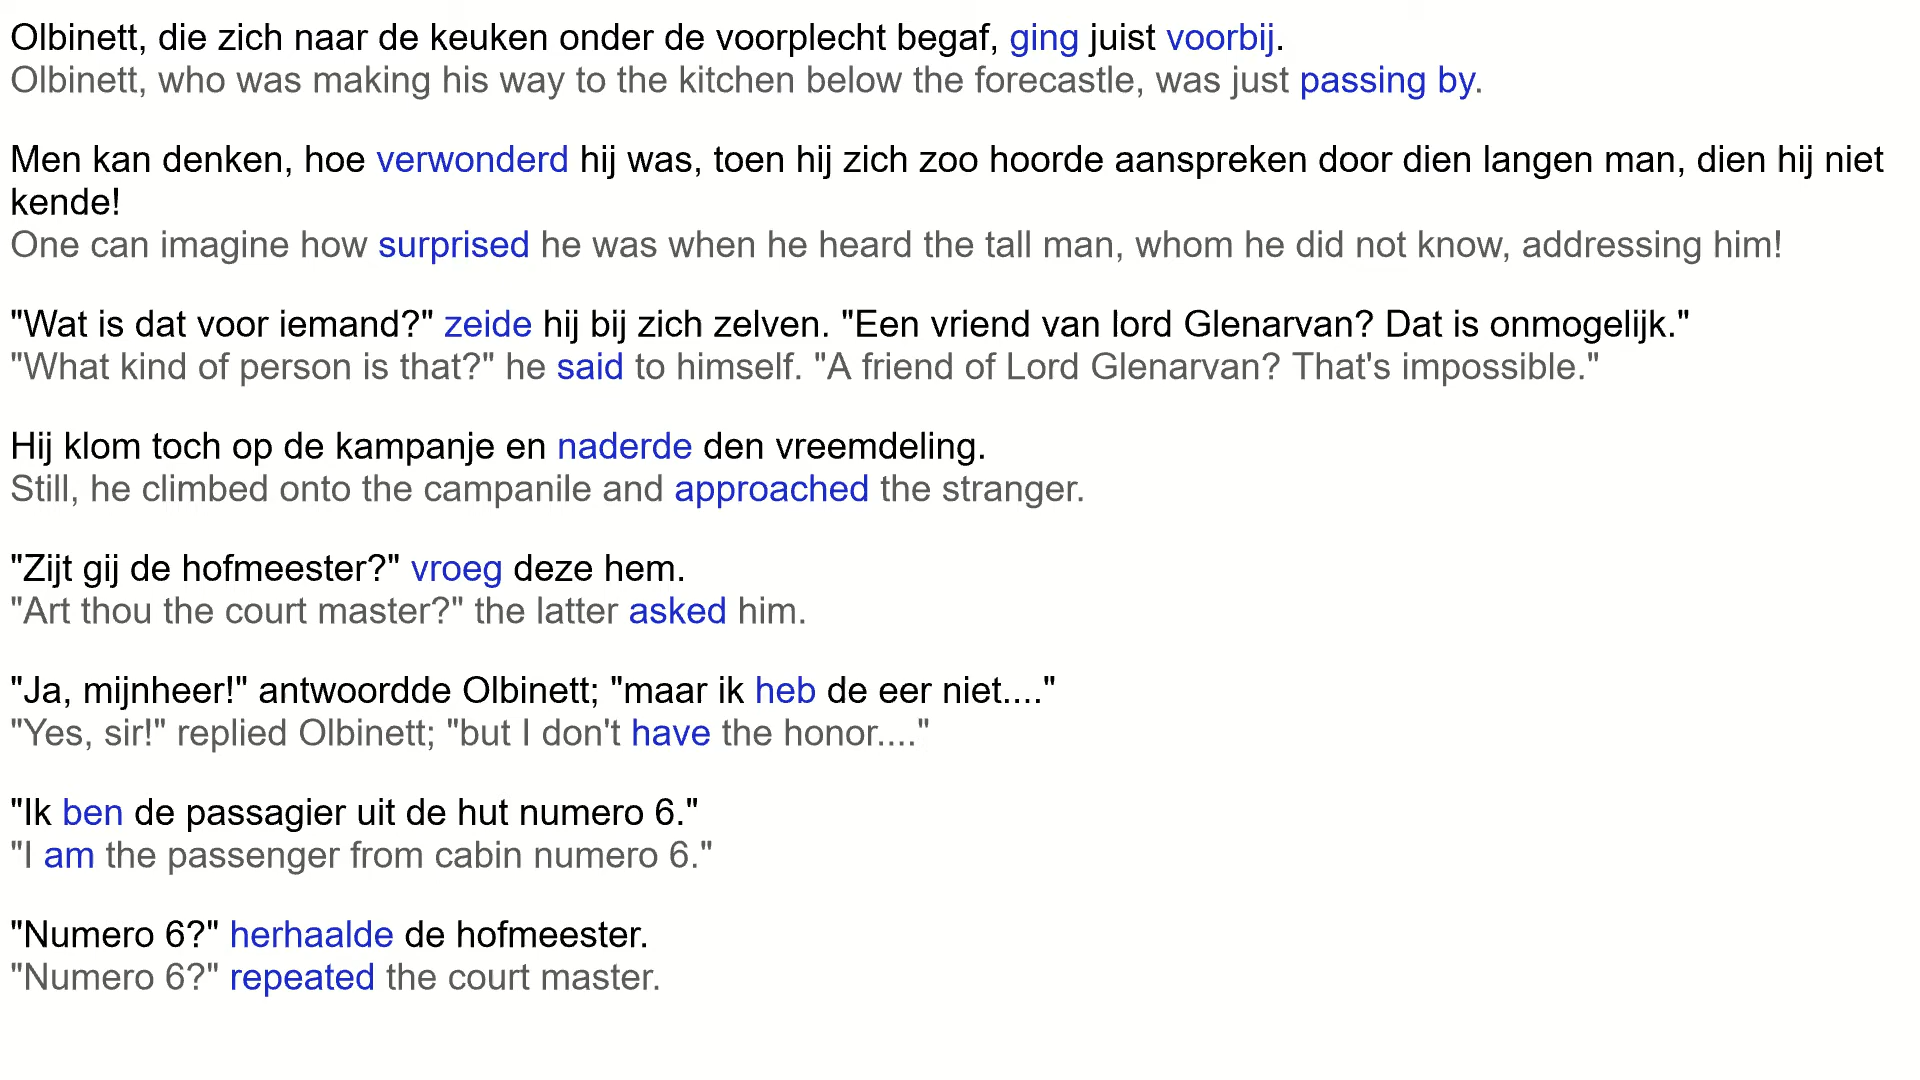 Olbinett, die zich naar de keuken onder de voorplecht begaf, ging juist voorbij.
Olbinett, who was making his way to the kitchen below the forecastle, was just passing by.
Men kan denken, hoe verwonderd hij was, toen hij zich zoo hoorde aanspreken door dien langen man, dien hij niet
kende!
One can imagine how surprised he was when he heard the tall man, whom he did not know, addressing him!
"Wat is dat voor iemand?" zeide hij bij zich zelven. "Een vriend van lord Glenarvan? Dat is onmogelijk."
"What kind of person is that?" he said to himself. "A friend of Lord Glenarvan? That's impossible."
Hij klom toch op de kampanje en naderde den vreemdeling.
Still, he climbed onto the campanile and approached the stranger.
"Zijt gij de hofmeester?" vroeg deze hem.
"Art thou the court master?" the latter asked him.
"Ja, mijnheer!" antwoordde Olbinett; "maar ik heb de eer niet...."
"Yes, sir!" replied Olbinett; "but I don't have the honor...."
"Ik ben de passagier uit de hut numero 6."
"I am the passenger from cabin numero 6."
"Numero 6?" herhaalde de hofmeester.
"Numero 6?" repeated the court master.